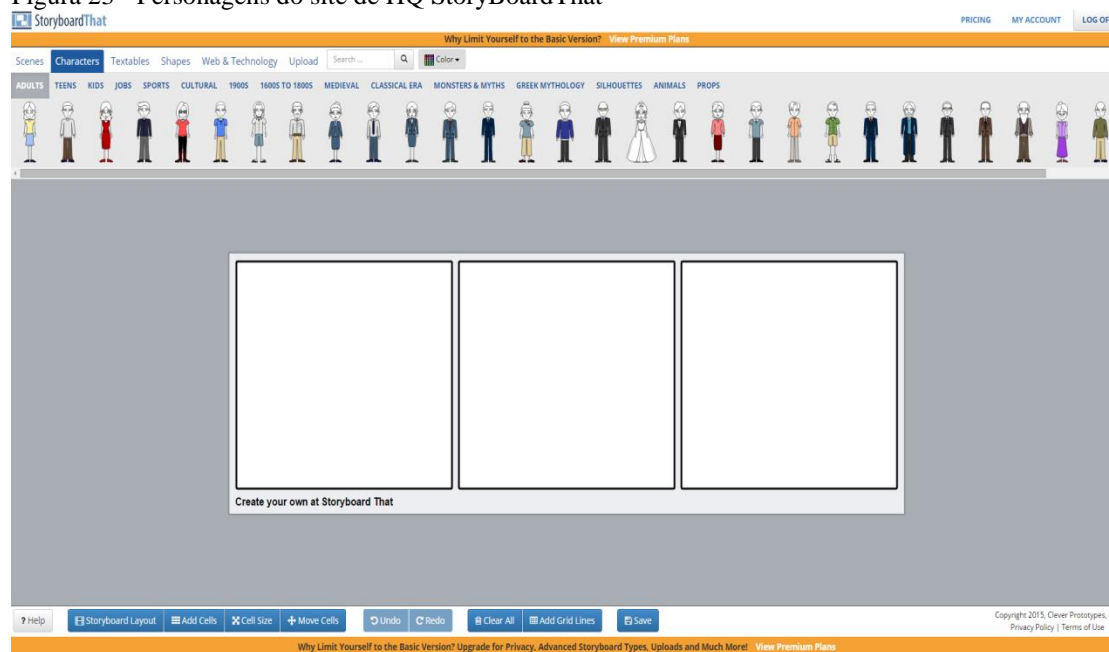 Figura 23 - Personagens do site de HQ StoryBoardThat
StoryboardThat
PRICING MY ACCOUNT LOG OF
Why Limit Yourself to the Basic Version? View Premium Plans
Scenes Characters Textables Shapes Web & Technology Upload Search ... Color
ADULTS TEENS KIDS JOBS SPORTS CULTURAL 1900S 1600S TO 1800S MEDIEVAL CLASSICAL ERA MONSTERS & MYTHS GREEK MYTHOLOGY SILHOUETTES ANIMALS PROPS
Create your own at Storyboard That
? Help Storyboard Layout Add Cells Cell Size Move Cells Undo Redo Clear All Add Grid Lines Save
Copyright 2015, Clever Prototypes,
Privacy Policy | Terms of Use
Why Limit Yourself to the Basic Version? Upgrade for Privacy, Advanced Storyboard Types, Uploads and Much More! View Premium Plans